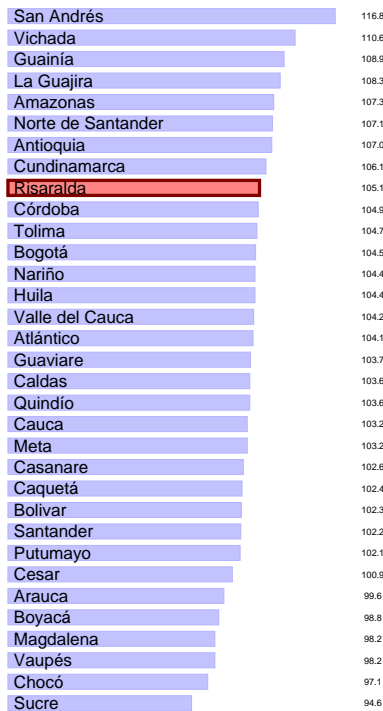 San Andrés 116.8
Vichada 110.6
Guainía 108.9
La Guajira 108.3
Amazonas 107.3
Norte de Santander 107.1
Antioquia 107.0
Cundinamarca 106.1
Risaralda 105.1
Córdoba 104.9
Tolima 104.7
Bogotá 104.5
Nariño 104.4
Huila 104.4
Valle del Cauca 104.2
Atlántico 104.1
Guaviare 103.7
Caldas 103.6
Quindío 103.6
Cauca 103.2
Meta 103.2
Casanare 102.6
Caquetá 102.4
Bolivar 102.3
Santander 102.2
Putumayo 102.1
Cesar 100.9
Arauca 99.6
Boyacá 98.8
Magdalena 98.2
Vaupés 98.2
Chocó 97.1
Sucre 94.6